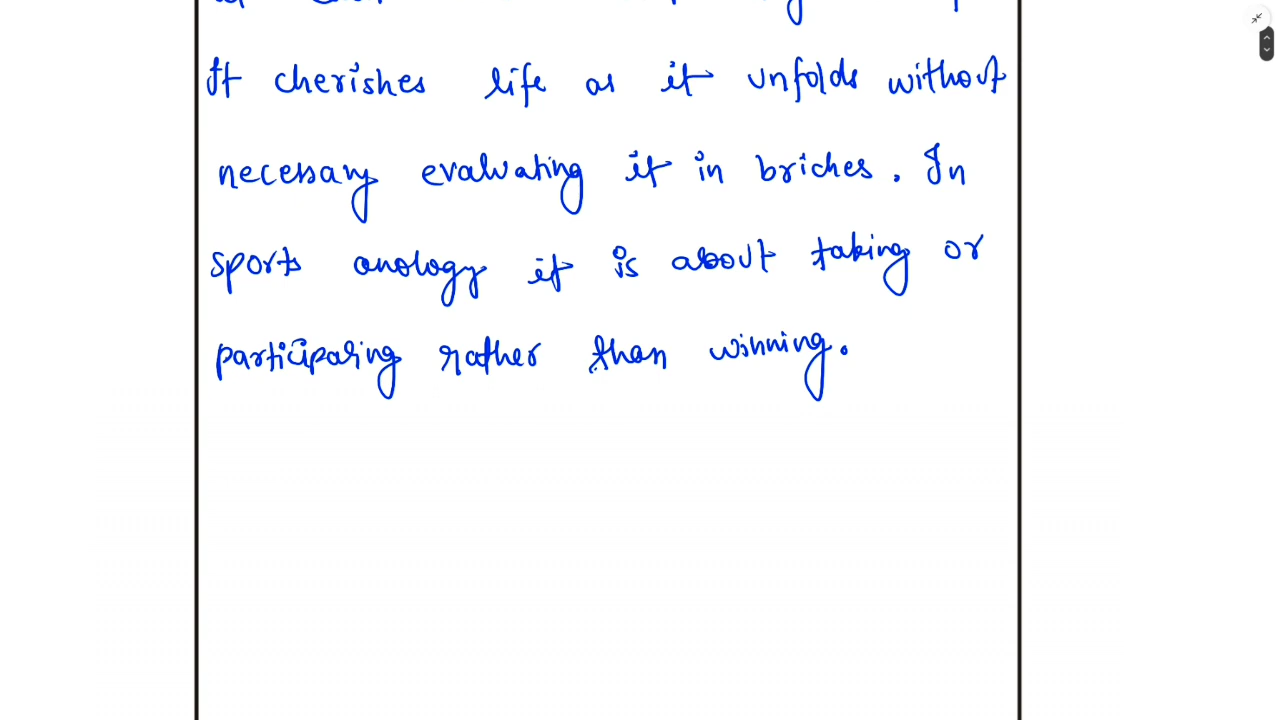 It cherishes life as it unfolds without
necessary evaluating it in briches. In
sports anology it is about taking or
participating rather than winning.